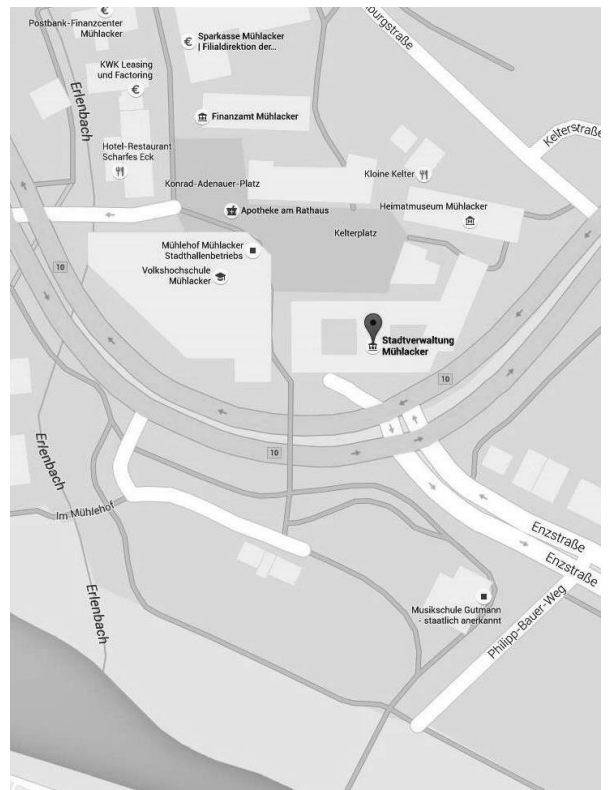 Postbank-Finanzcenter
Mühlacker
Sparkasse Mühlacker
| Filialdirektion der...
burgstraße
KWK Leasing
und Factoring
Erlenbach
Finanzamt Mühlacker
Kelterstraße
Hotel-Restaurant
Scharfes Eck
Kloine Kelter
Konrad-Adenauer-Platz
Heimatmuseum Mühlacker
Apotheke am Rathaus
Kelterplatz
Mühlehof Mühlacker
Stadthallenbetriebs
Volkshochschule
Mühlacker
10
Stadtverwaltung
Mühlacker
10
10
Erlenbach
Im Mühlehof
Enzstraße
Enzstraße
Erlenbach
Musikschule Gutmann
- staatlich anerkannt
Philipp-Bauer-Weg